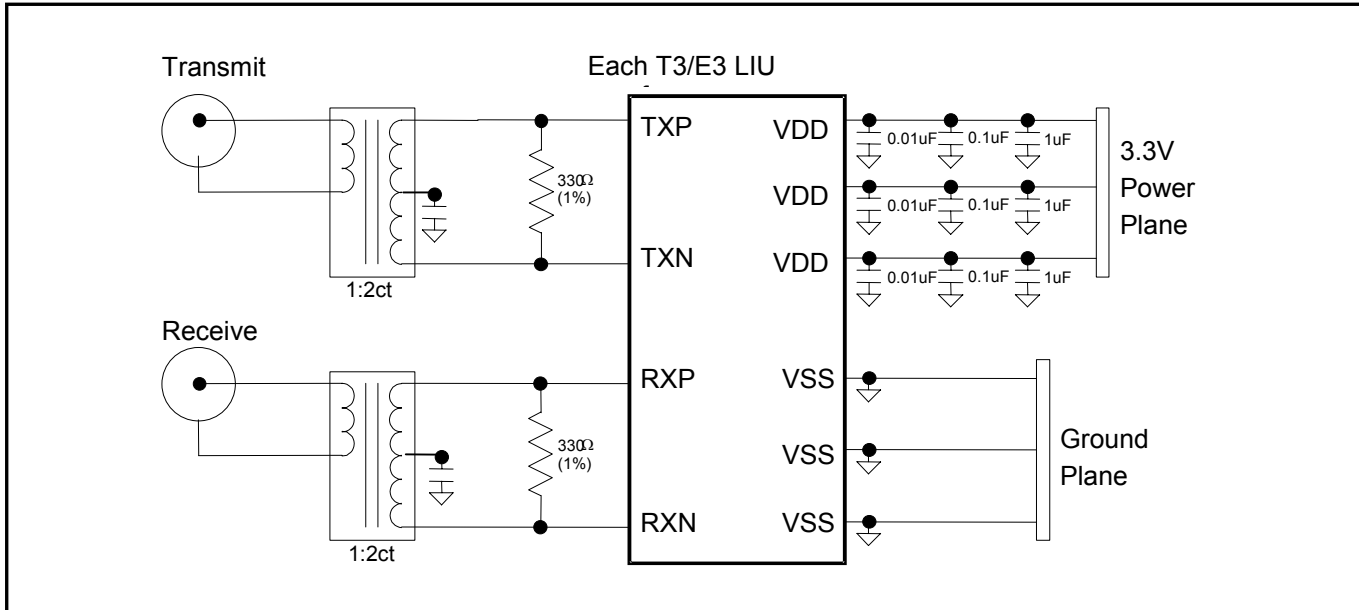 Transmit
Each T3/E3 LIU
TXP
VDD
0.01uF
0.1uF
1uF
3.3V
Power
Plane
330Ω
(1%)
VDD
0.01uF
0.1uF
1uF
TXN
VDD
0.01uF
0.1uF
1uF
1:2ct
Receive
RXP
VSS
330Ω
(1%)
VSS
Ground
Plane
RXN
VSS
1:2ct